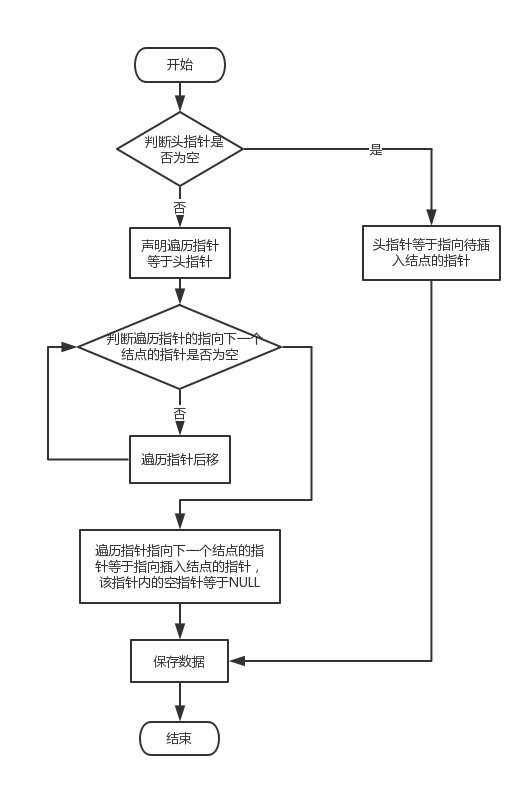 开始
判断头指针是
否为空
是
否
声明遍历指针
等于头指针
头指针等于指向待插
入结点的指针
判断遍历指针的指向下一个
结点的指针是否为空
否
遍历指针后移
遍历指针指向下一个结点的指
针等于指向插入结点的指针，
该指针内的空指针等于NULL
保存数据
结束